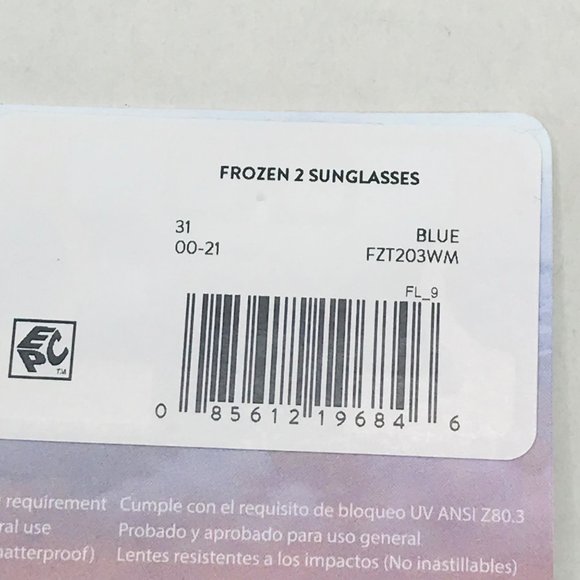 FROZEN 2 SUNGLASSES
31
00-21
BLUE
FZT203WM
FL_9
EPC
TM
0 85612 19684 6
requirement
Cumple con el requisito de bloqueo UV ANSI Z80.3
ral use
Probado y aprobado para uso general
hatterproof)
Lentes resistentes a los impactos (No inastillables)